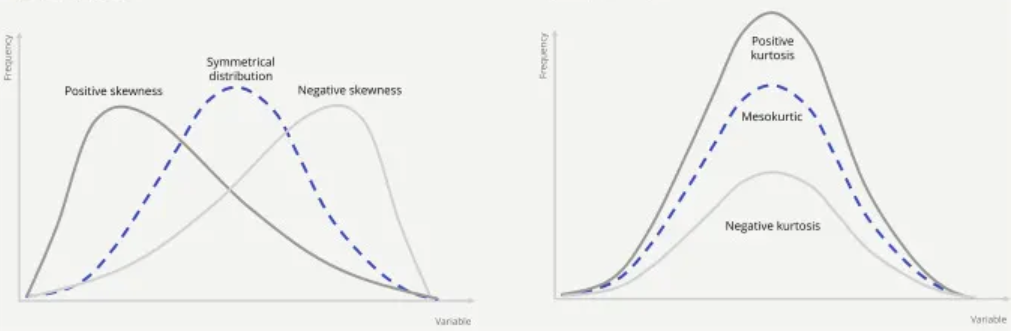 Frequency
Symmetrical
distribution
Positive skewness
Negative skewness
Variable
Frequency
Positive
kurtosis
Mesokurtic
Negative kurtosis
Variable